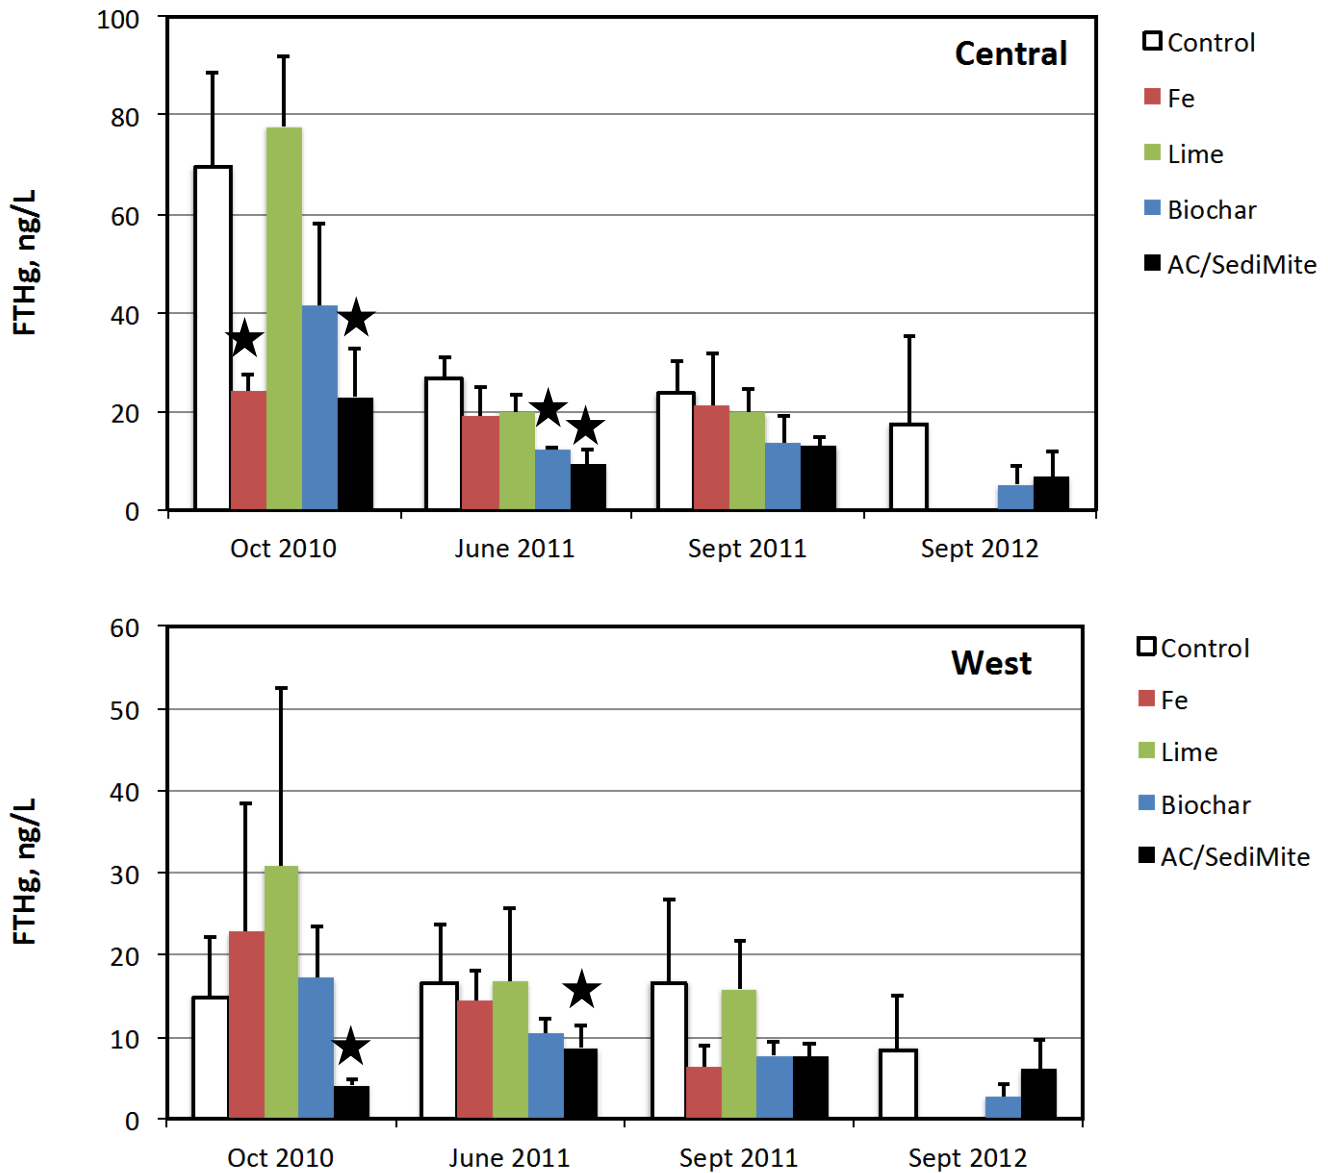 100
80
60
40
20
0
FTHg, ng/L
Central
Control
Fe
Lime
Biochar
AC/SediMite
Oct 2010 June 2011 Sept 2011 Sept 2012
60
50
40
30
20
10
0
FTHg, ng/L
West
Control
Fe
Lime
Biochar
AC/SediMite
Oct 2010 June 2011 Sept 2011 Sept 2012